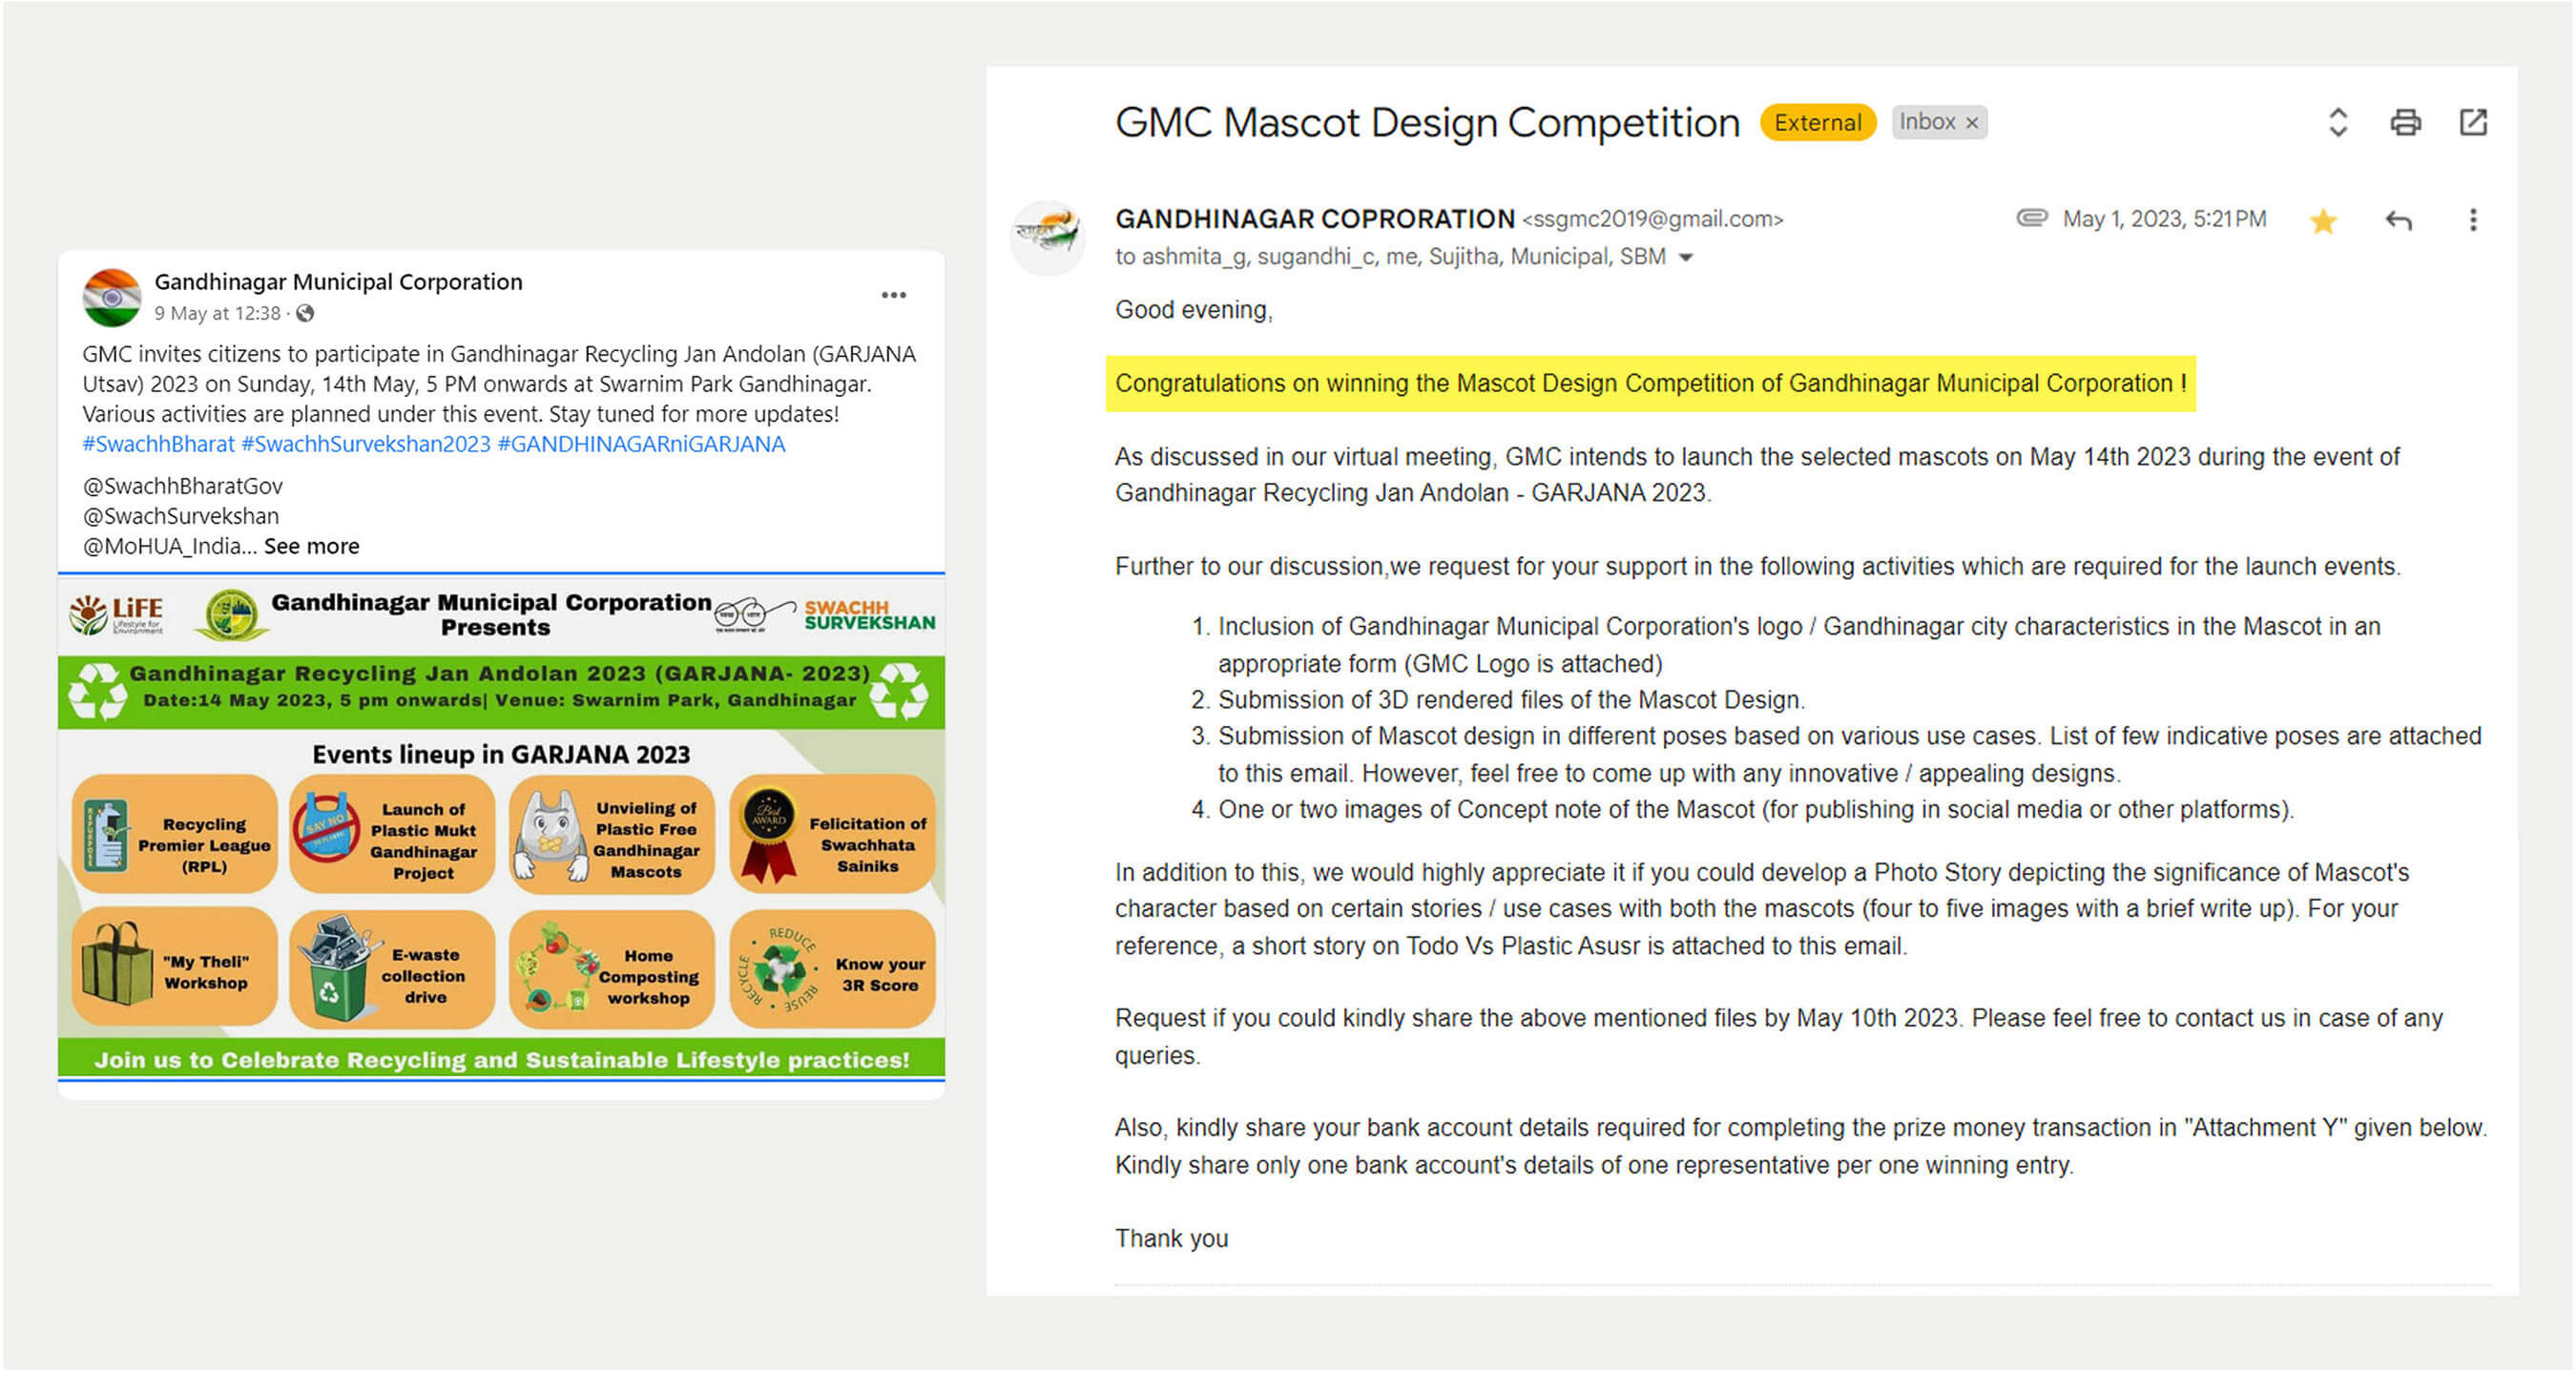 Gandhinagar Municipal Corporation
9 May at 12:38 ·
GMC invites citizens to participate in Gandhinagar Recycling Jan Andolan (GARJANA
Utsav) 2023 on Sunday, 14th May, 5 PM onwards at Swarnim Park Gandhinagar.
Various activities are planned under this event. Stay tuned for more updates!
#SwachhBharat #SwachhSurvekshan2023 #GANDHINAGARniGARJANA
@SwachhBharatGov
@SwachSurvekshan
@MoHUA_India... See more
LiFE
Lifestyle for
Environment
Gandhinagar Municipal Corporation
Presents
SWACHH
SURVEKSHAN
Gandhinagar Recycling Jan Andolan 2023 (GARJANA- 2023)
Date:14 May 2023, 5 pm onwards| Venue: Swarnim Park, Gandhinagar
Events lineup in GARJANA 2023
REPURPOSE
Recycling
Premier League
(RPL)
SAY NO
Launch of
Plastic Mukt
Gandhinagar
Project
Unvieling of
Plastic Free
Gandhinagar
Mascots
Best
AWARD
Felicitation of
Swachhata
Sainiks
"My Theli"
Workshop
E-waste
collection
drive
Home
Composting
workshop
REDUCE
REUSE
RECYCLE
Know your
3R Score
Join us to Celebrate Recycling and Sustainable Lifestyle practices!
GMC Mascot Design Competition External Inbox ×
GANDHINAGAR COPRORATION <ssgmc2019@gmail.com> May 1, 2023, 5:21 PM
to ashmita_g, sugandhi_c, me, Sujitha, Municipal, SBM
Good evening,
Congratulations on winning the Mascot Design Competition of Gandhinagar Municipal Corporation !
As discussed in our virtual meeting, GMC intends to launch the selected mascots on May 14th 2023 during the event of
Gandhinagar Recycling Jan Andolan - GARJANA 2023.
Further to our discussion,we request for your support in the following activities which are required for the launch events.
1. Inclusion of Gandhinagar Municipal Corporation's logo / Gandhinagar city characteristics in the Mascot in an
appropriate form (GMC Logo is attached)
2. Submission of 3D rendered files of the Mascot Design.
3. Submission of Mascot design in different poses based on various use cases. List of few indicative poses are attached
to this email. However, feel free to come up with any innovative / appealing designs.
4. One or two images of Concept note of the Mascot (for publishing in social media or other platforms).
In addition to this, we would highly appreciate it if you could develop a Photo Story depicting the significance of Mascot's
character based on certain stories / use cases with both the mascots (four to five images with a brief write up). For your
reference, a short story on Todo Vs Plastic Asusr is attached to this email.
Request if you could kindly share the above mentioned files by May 10th 2023. Please feel free to contact us in case of any
queries.
Also, kindly share your bank account details required for completing the prize money transaction in "Attachment Y" given below.
Kindly share only one bank account's details of one representative per one winning entry.
Thank you